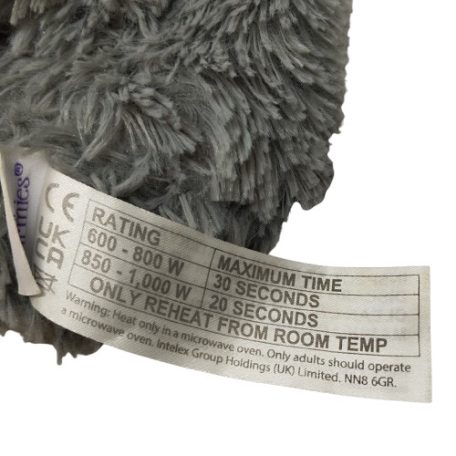 CE
UK
CA
RATING MAXIMUM TIME
600 - 800 W 30 SECONDS
850 - 1,000 W 20 SECONDS
ONLY REHEAT FROM ROOM TEMP
Warning: Heat only in a microwave oven. Only adults should operate
a microwave oven. Intelex Group Holdings (UK) Limited. NN8 6GR.